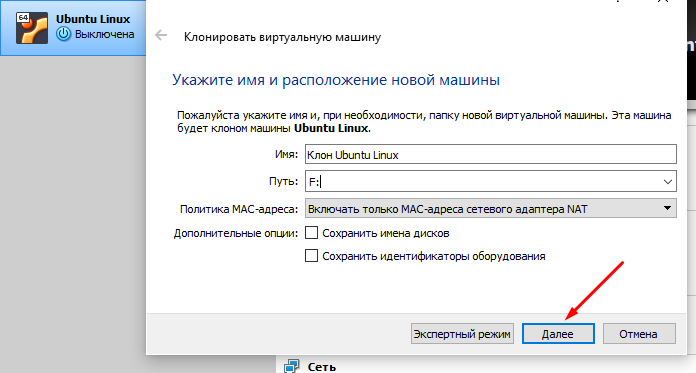 64
Ubuntu Linux
Выключена
Клонировать виртуальную машину
Укажите имя и расположение новой машины
Пожалуйста укажите имя и, при необходимости, папку новой виртуальной машины. Эта машина
будет клоном машины Ubuntu Linux.
Имя: Клон Ubuntu Linux
Путь: F:
Политика MAC-адреса: Включать только MAC-адреса сетевого адаптера NAT
Дополнительные опции: Сохранить имена дисков
Сохранить идентификаторы оборудования
Экспертный режим Далее Отмена
Сеть